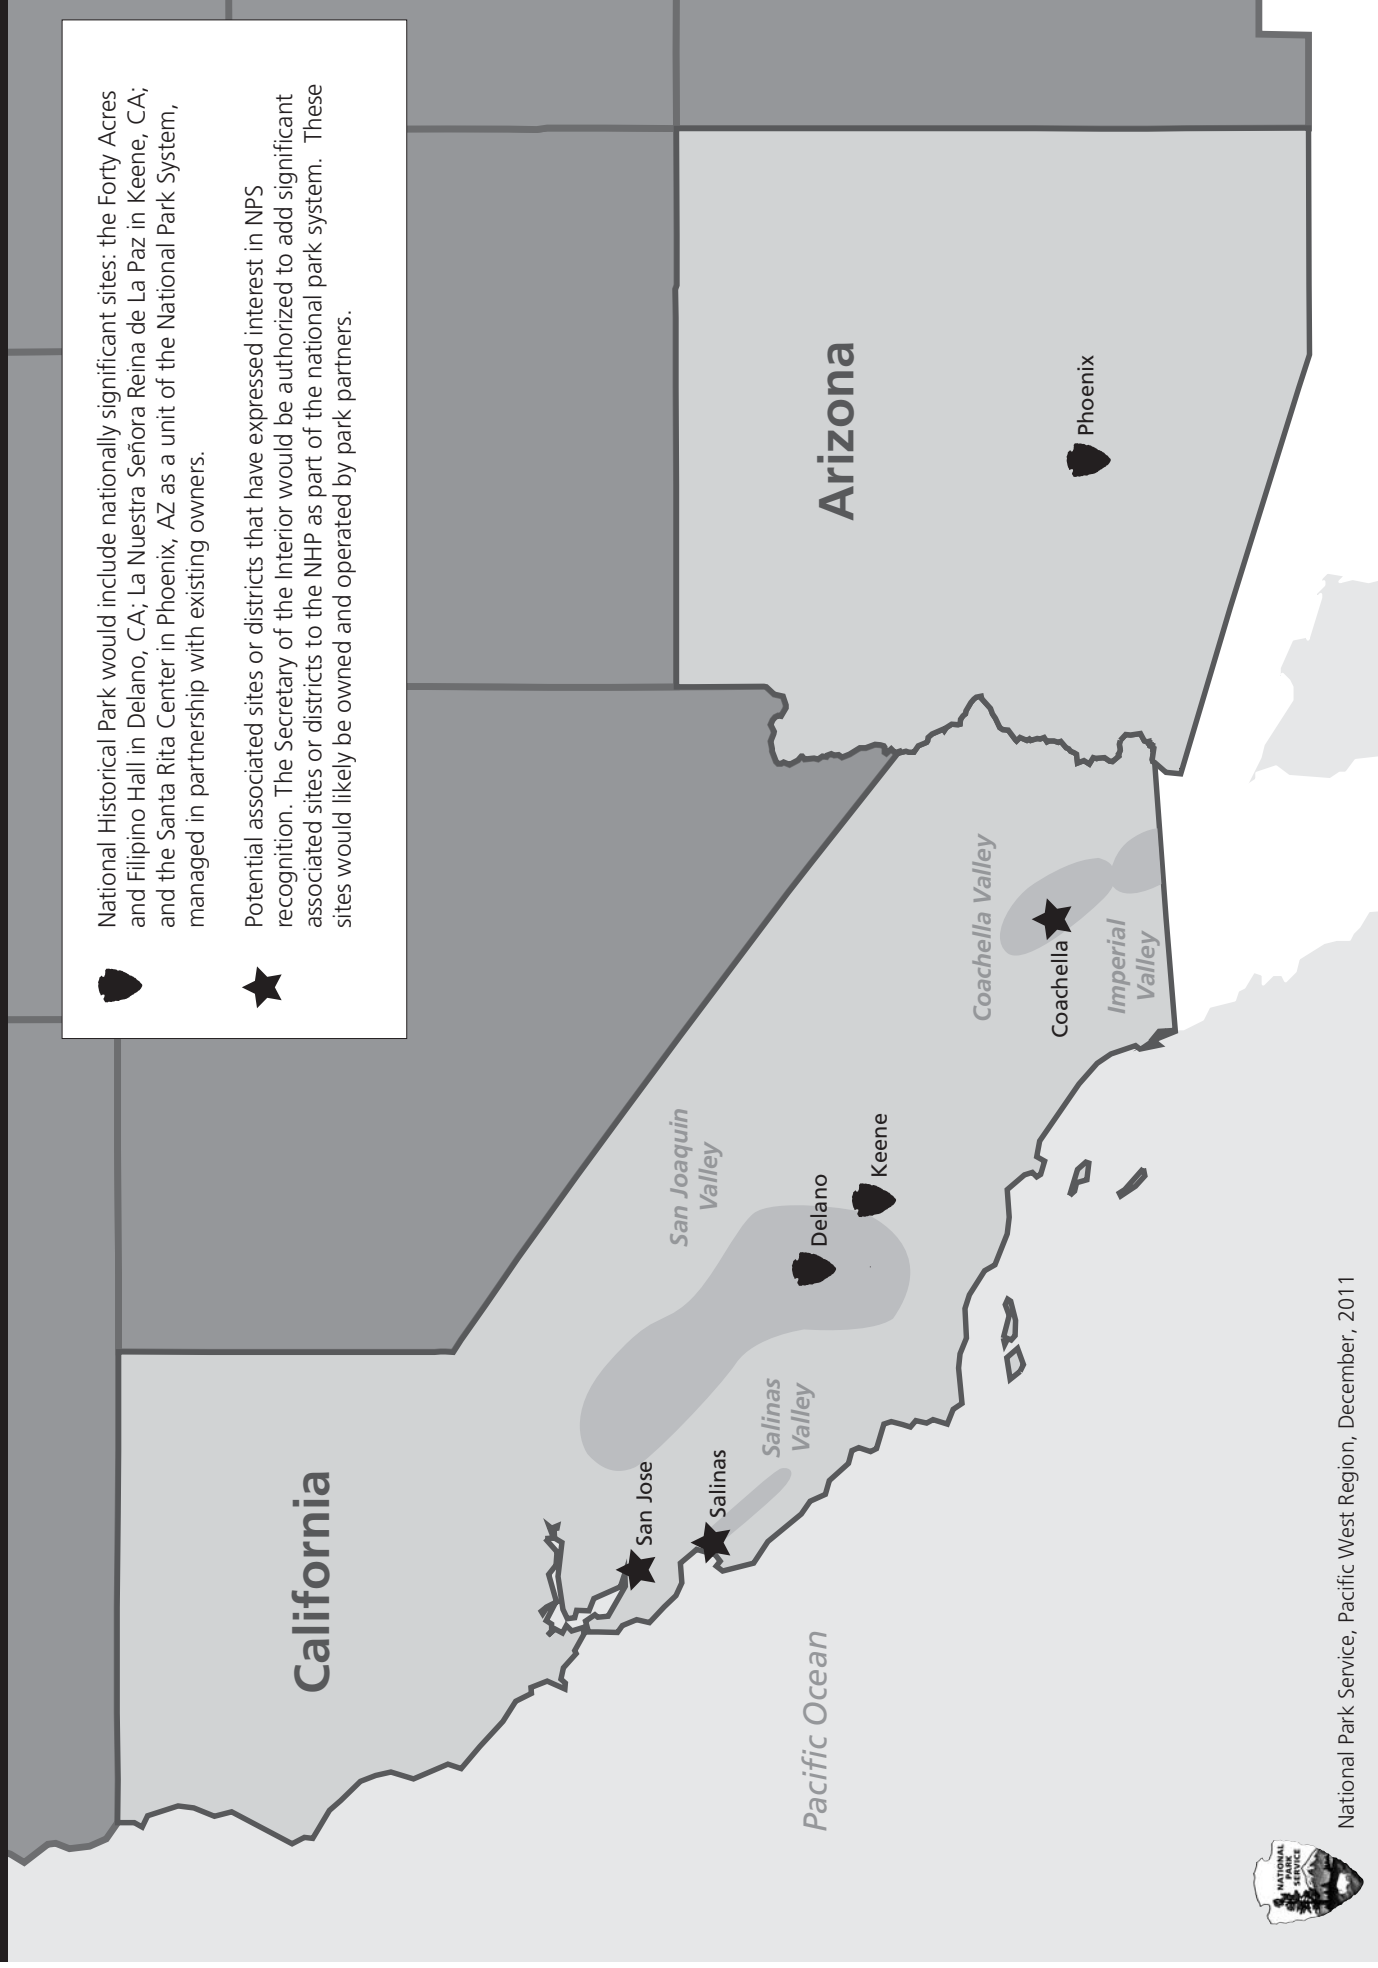 National Historical Park would include nationally significant sites: the Forty Acres
and Filipino Hall in Delano, CA; La Nuestra Señora Reina de La Paz in Keene, CA;
and the Santa Rita Center in Phoenix, AZ as a unit of the National Park System,
managed in partnership with existing owners.
Potential associated sites or districts that have expressed interest in NPS
recognition. The Secretary of the Interior would be authorized to add significant
associated sites or districts to the NHP as part of the national park system. These
sites would likely be owned and operated by park partners.
California
San Joaquin
Valley
San Jose
Salinas
Salinas
Valley
Delano
Keene
Arizona
Coachella Valley
Coachella
Imperial
Valley
Phoenix
Pacific Ocean
NATIONAL
PARK
SERVICE
National Park Service, Pacific West Region, December, 2011